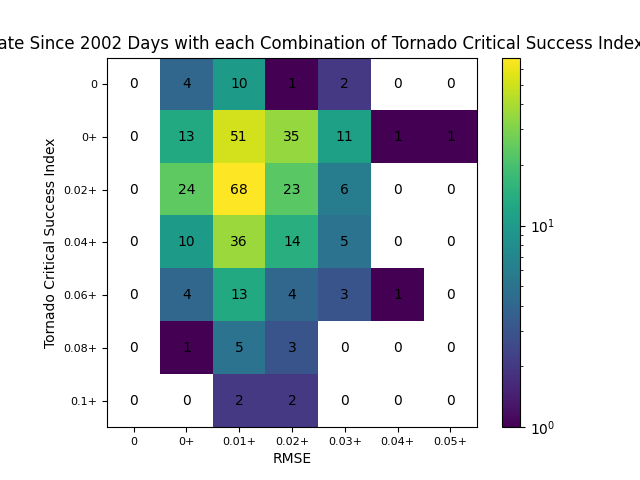 ate Since 2002 Days with each Combination of Tornado Critical Success Index
Tornado Critical Success Index
0 0 4 10 1 2 0 0
0+ 0 13 51 35 11 1 1
0.02+ 0 24 68 23 6 0 0
0.04+ 0 10 36 14 5 0 0
0.06+ 0 4 13 4 3 1 0
0.08+ 0 1 5 3 0 0 0
0.1+ 0 0 2 2 0 0 0
0 0+ 0.01+ 0.02+ 0.03+ 0.04+ 0.05+
RMSE
10¹
10⁰